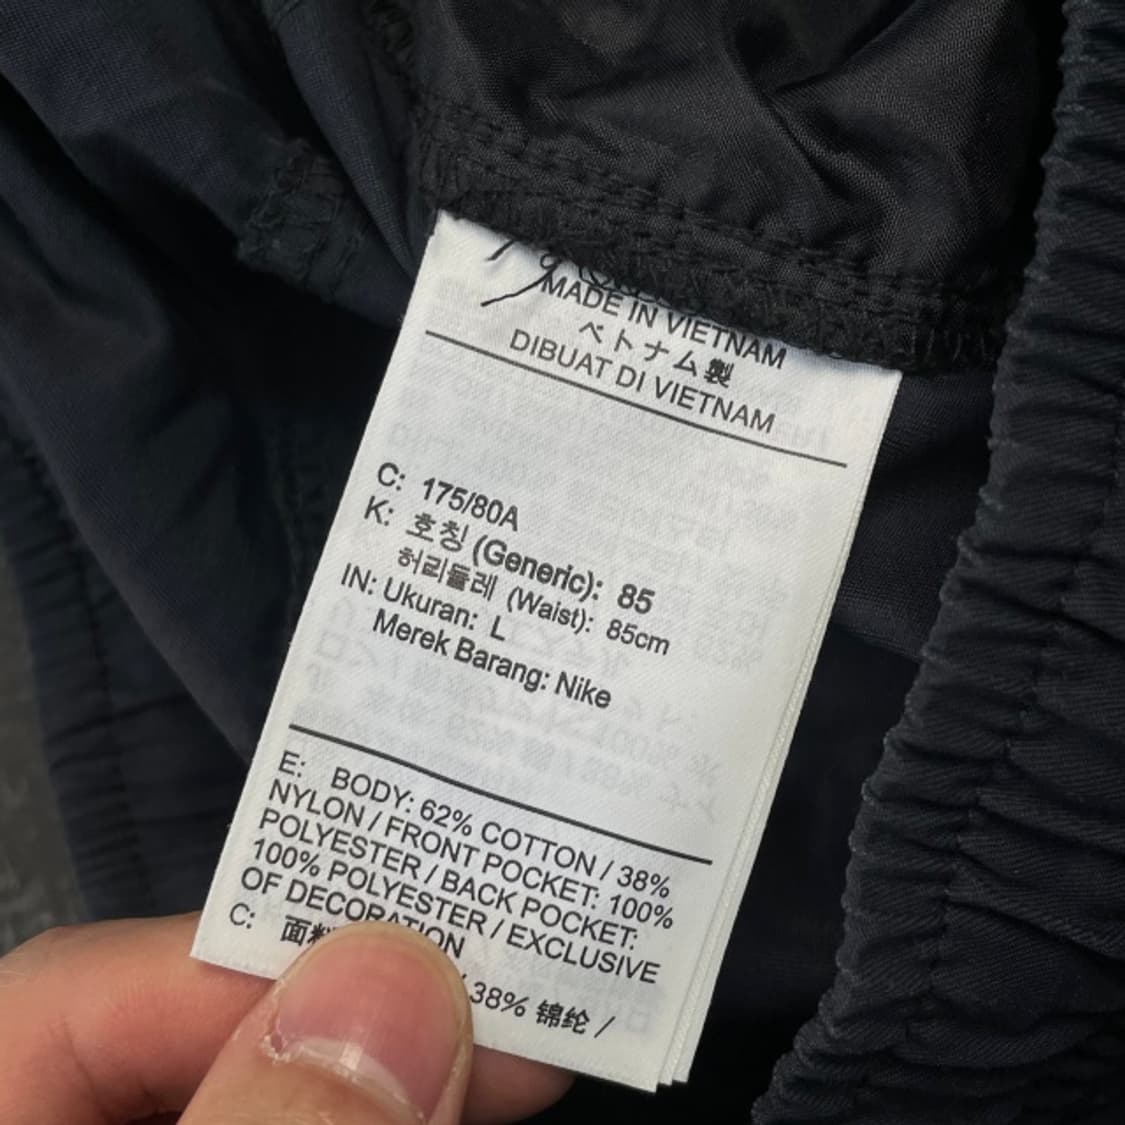 MADE IN VIETNAM
ベトナム製
DIBUAT DI VIETNAM
C: 175/80A
K: 호칭 (Generic): 85
허리둘레 (Waist): 85cm
IN: Ukuran: L
Merek Barang: Nike
E: BODY: 62% COTTON / 38%
NYLON / FRONT POCKET: 100%
POLYESTER / BACK POCKET:
100% POLYESTER / EXCLUSIVE
OF DECORATION
C: 面料 38% 锦纶 /